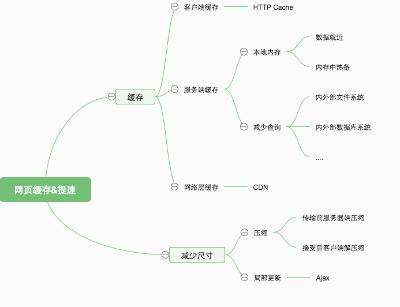 网页缓存&提速
缓存
客户端缓存
HTTP Cache
服务端缓存
本地内存
数据就近
内存中热备
减少查询
内外部文件系统
内外部数据库系统
....
网络层缓存
CDN
减少尺寸
压缩
传输前服务器端压缩
接受后客户端解压缩
局部更新
Ajax